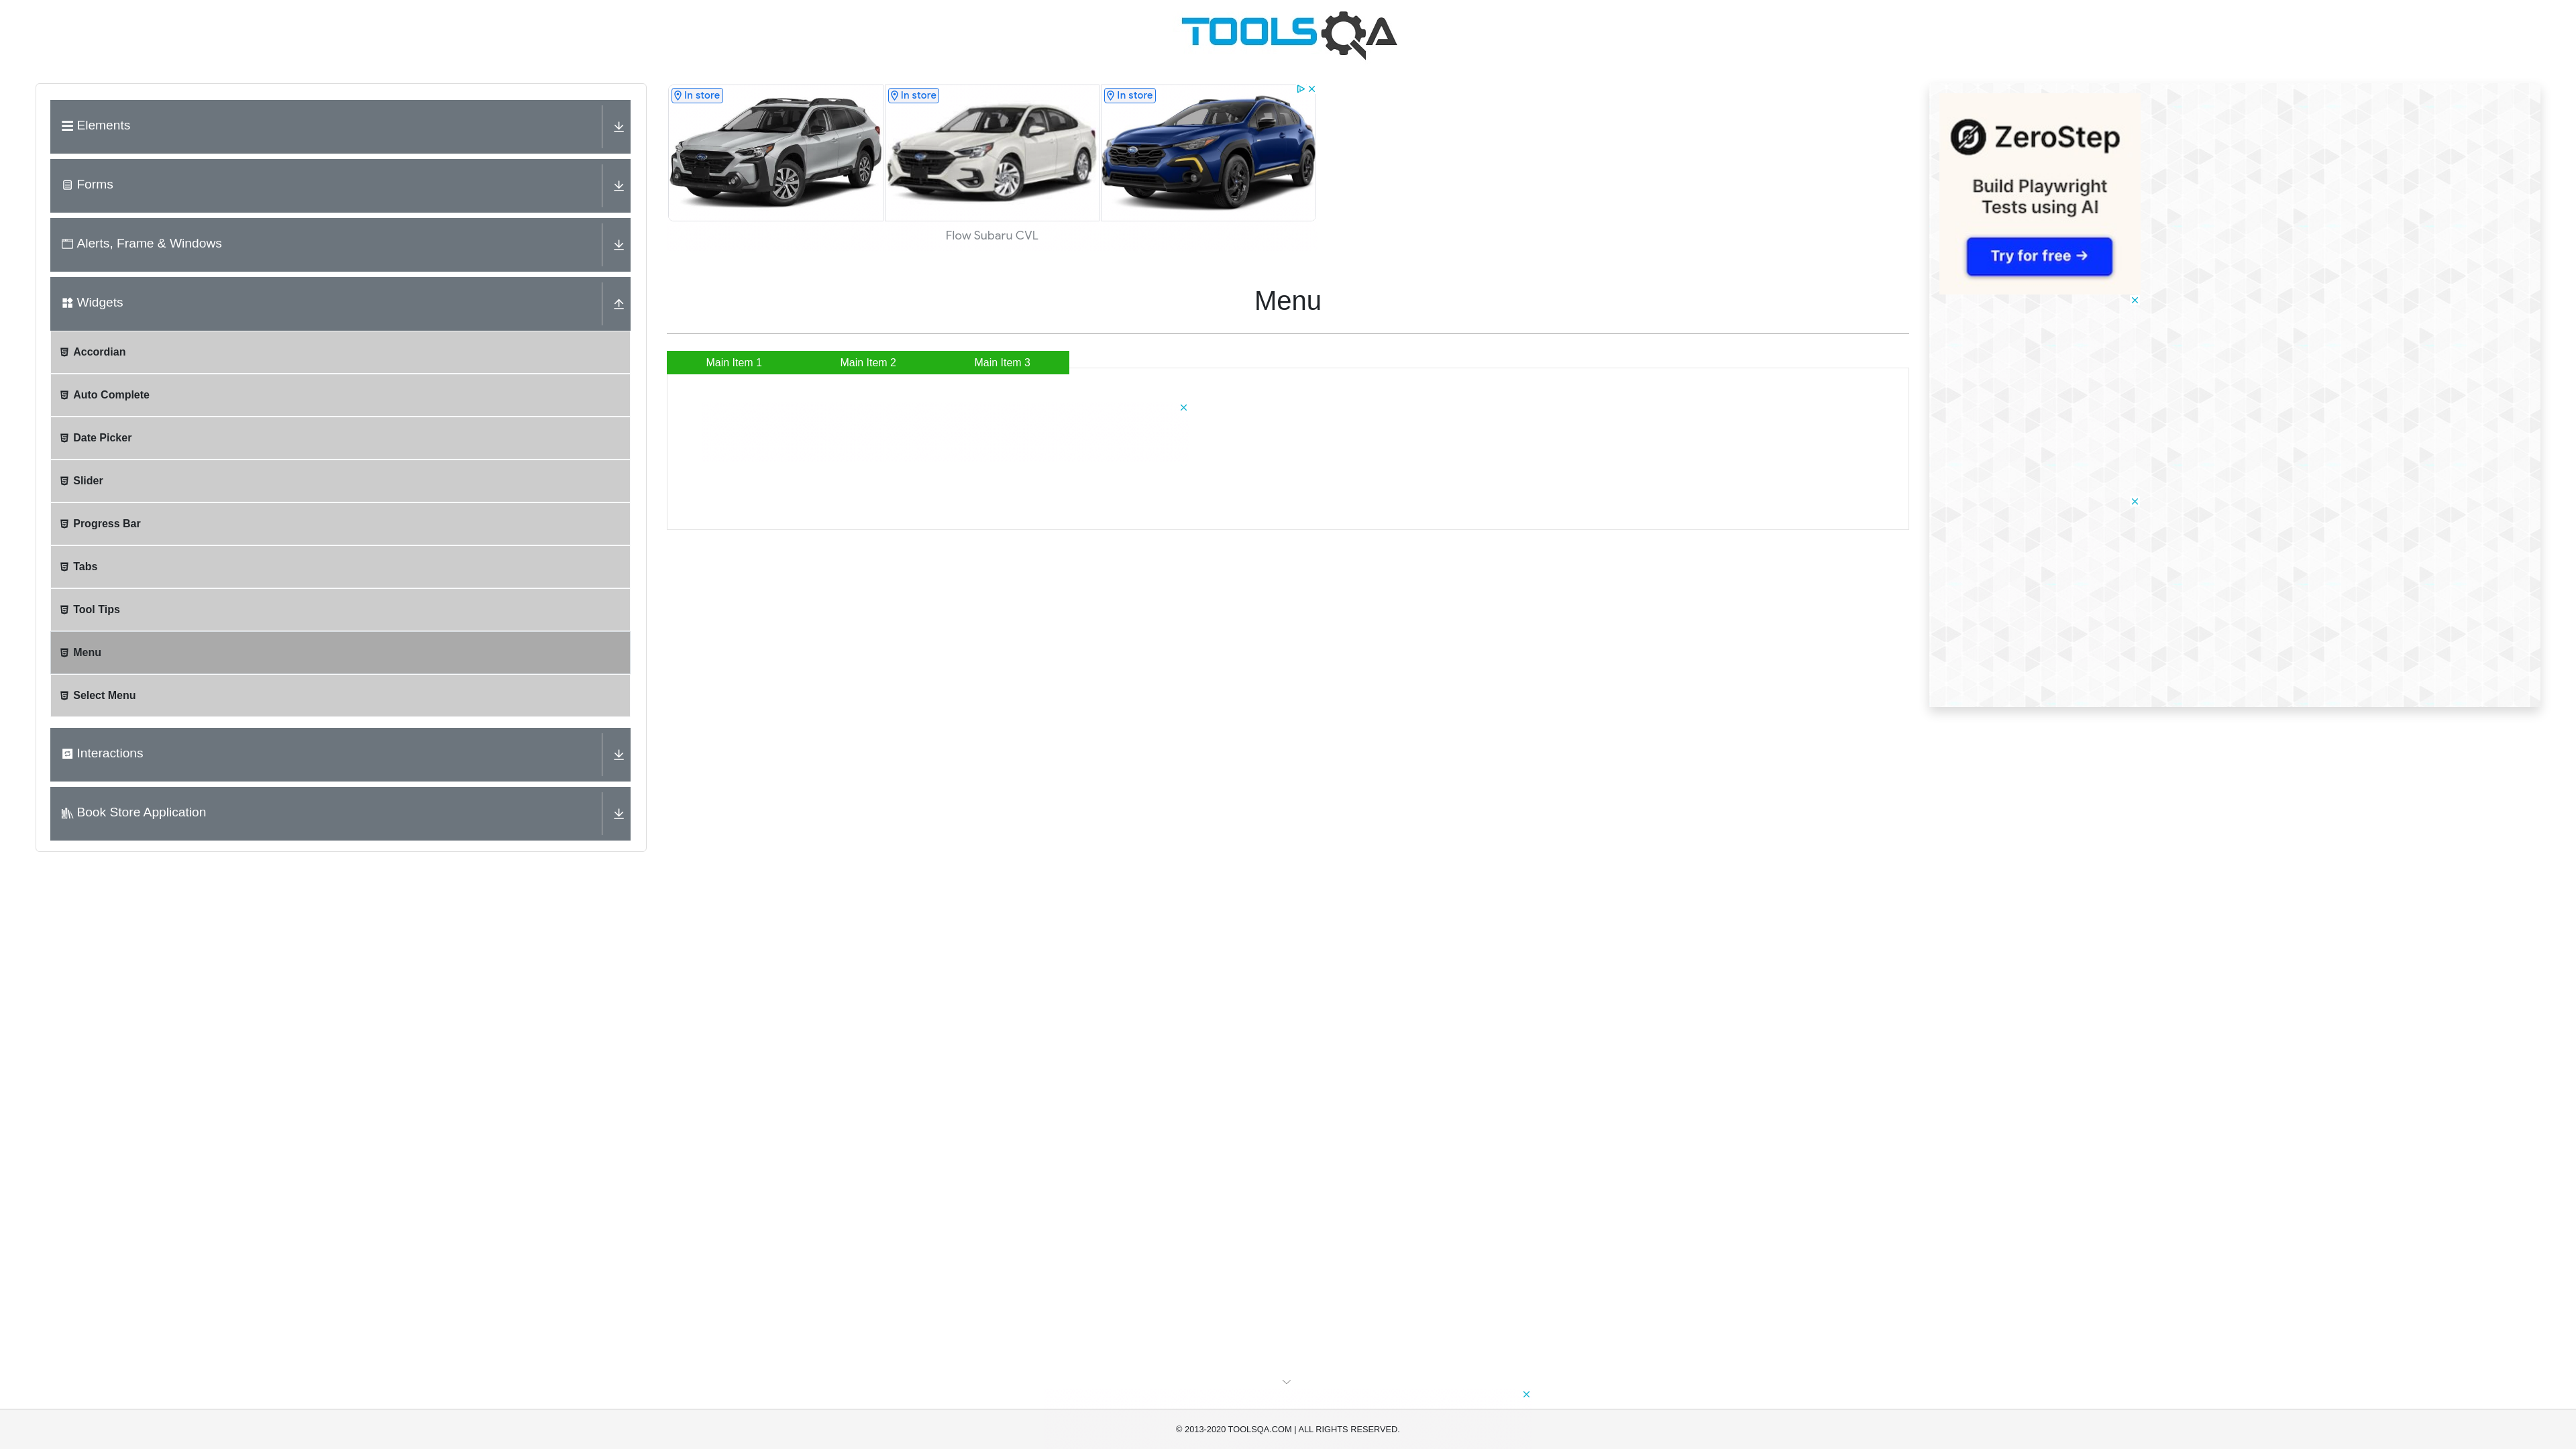 TOOLSQA
Elements
Forms
Alerts, Frame & Windows
Widgets
Accordian
Auto Complete
Date Picker
Slider
Progress Bar
Tabs
Tool Tips
Menu
Select Menu
Interactions
Book Store Application
In store
In store
In store
Flow Subaru CVL
Menu
Main Item 1
Main Item 2
Main Item 3
ZeroStep
Build Playwright
Tests using AI
Try for free →
© 2013-2020 TOOLSQA.COM | ALL RIGHTS RESERVED.